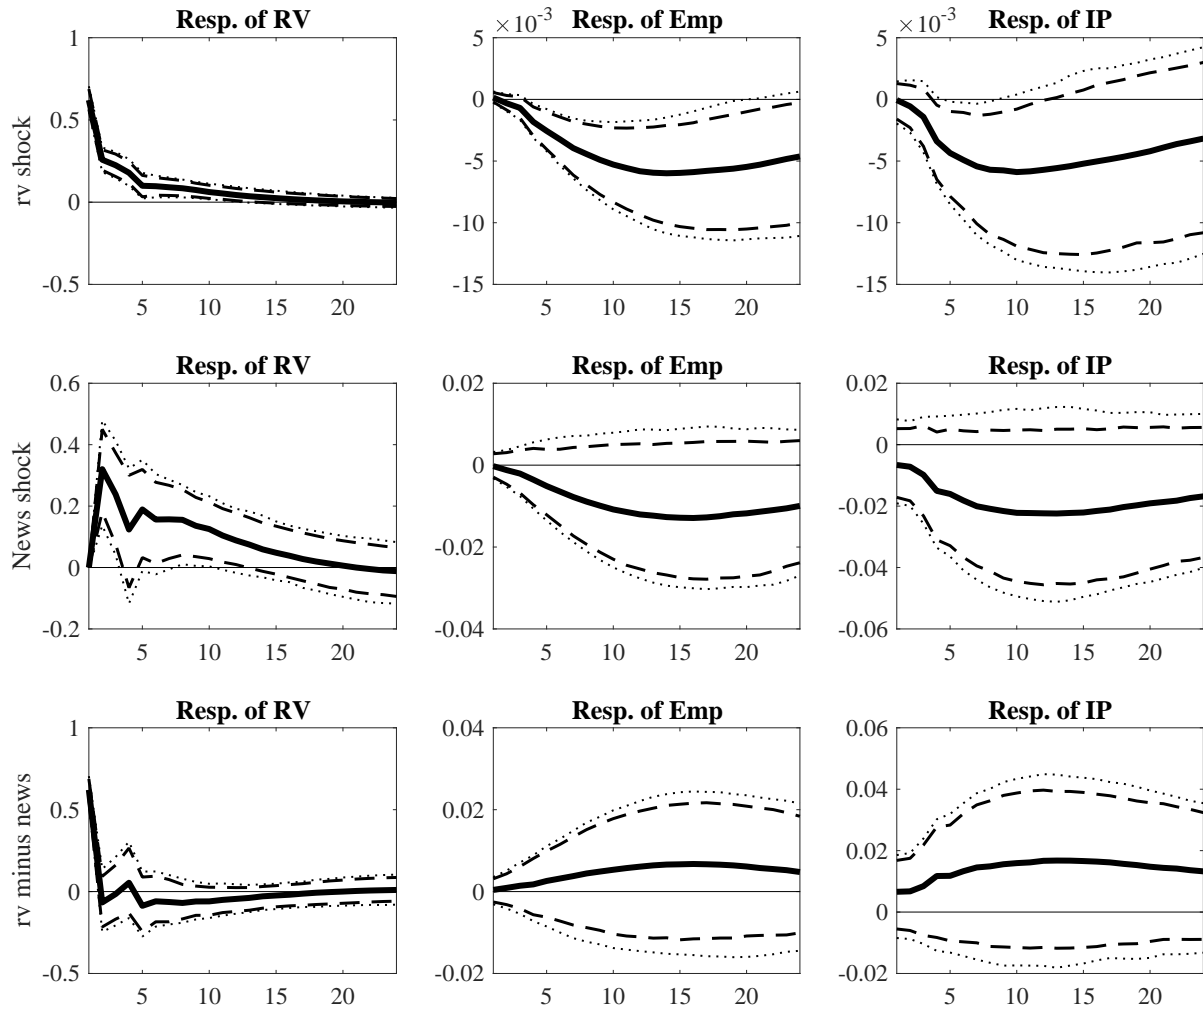 Resp. of RV
1
0.5
0
-0.5
5 10 15 20
rv shock
Resp. of Emp
×10^-3
5
0
-5
-10
-15
5 10 15 20
Resp. of IP
×10^-3
5
0
-5
-10
-15
5 10 15 20
Resp. of RV
0.6
0.4
0.2
0
-0.2
5 10 15 20
News shock
Resp. of Emp
0.02
0
-0.02
-0.04
5 10 15 20
Resp. of IP
0.02
0
-0.02
-0.04
-0.06
5 10 15 20
Resp. of RV
1
0.5
0
-0.5
5 10 15 20
rv minus news
Resp. of Emp
0.04
0.02
0
-0.02
5 10 15 20
Resp. of IP
0.06
0.04
0.02
0
-0.02
5 10 15 20